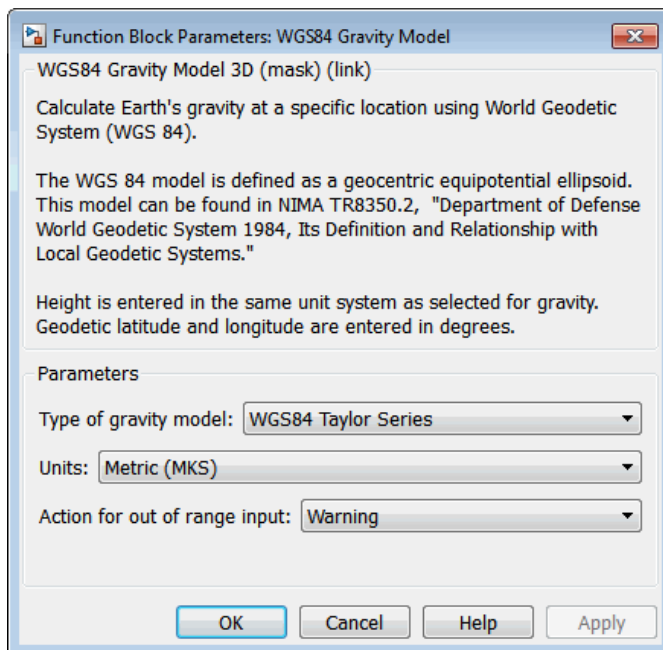 Function Block Parameters: WGS84 Gravity Model
WGS84 Gravity Model 3D (mask) (link)
Calculate Earth's gravity at a specific location using World Geodetic
System (WGS 84).
The WGS 84 model is defined as a geocentric equipotential ellipsoid.
This model can be found in NIMA TR8350.2,  "Department of Defense
World Geodetic System 1984, Its Definition and Relationship with
Local Geodetic Systems."
Height is entered in the same unit system as selected for gravity.
Geodetic latitude and longitude are entered in degrees.
Parameters
Type of gravity model: WGS84 Taylor Series
Units: Metric (MKS)
Action for out of range input: Warning
OK Cancel Help Apply